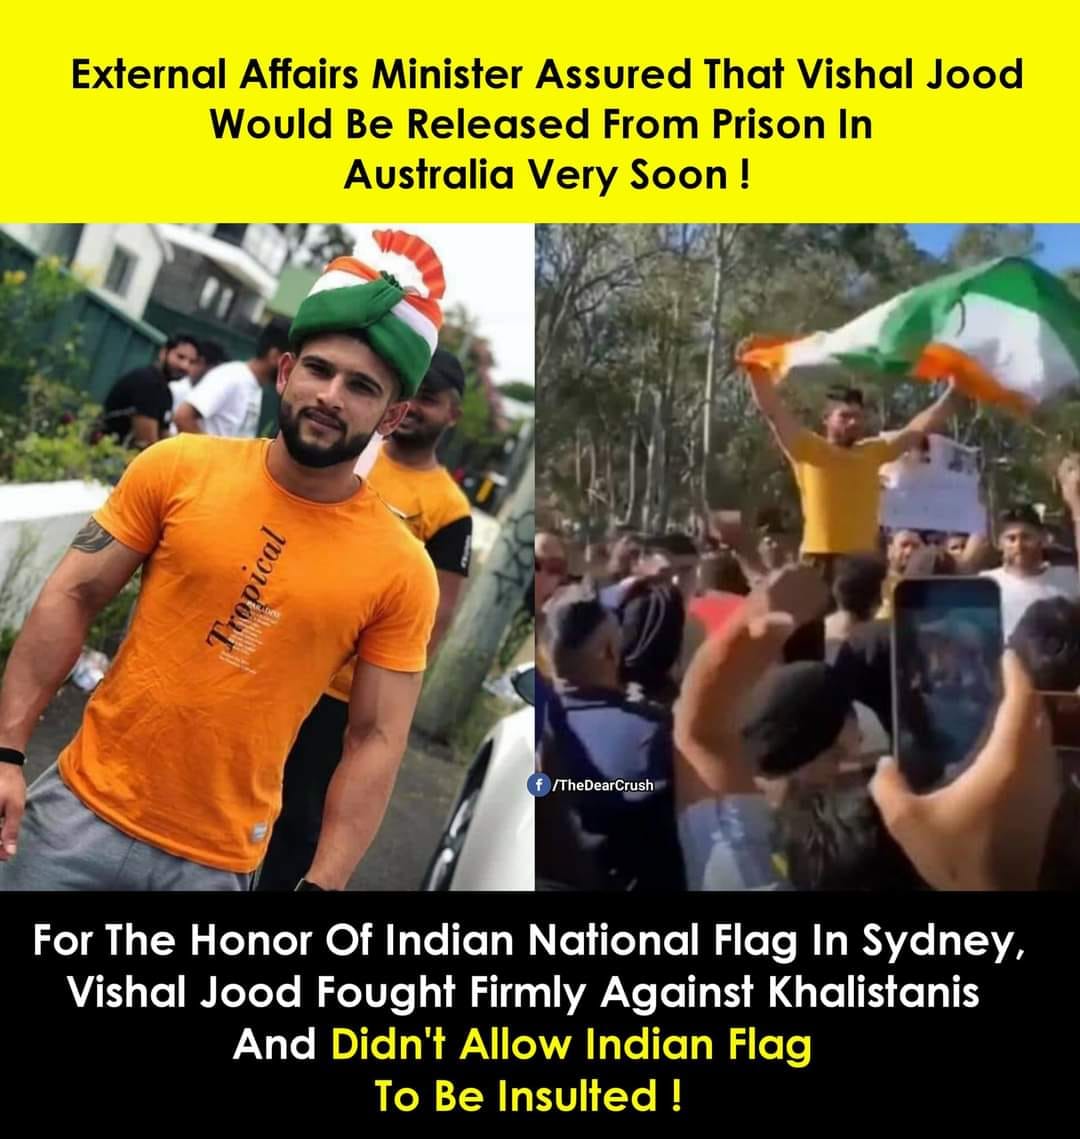 External Affairs Minister Assured That Vishal Jood
Would Be Released From Prison In
Australia Very Soon !
Tropical
f /TheDearCrush
For The Honor Of Indian National Flag In Sydney,
Vishal Jood Fought Firmly Against Khalistanis
And Didn't Allow Indian Flag
To Be Insulted !